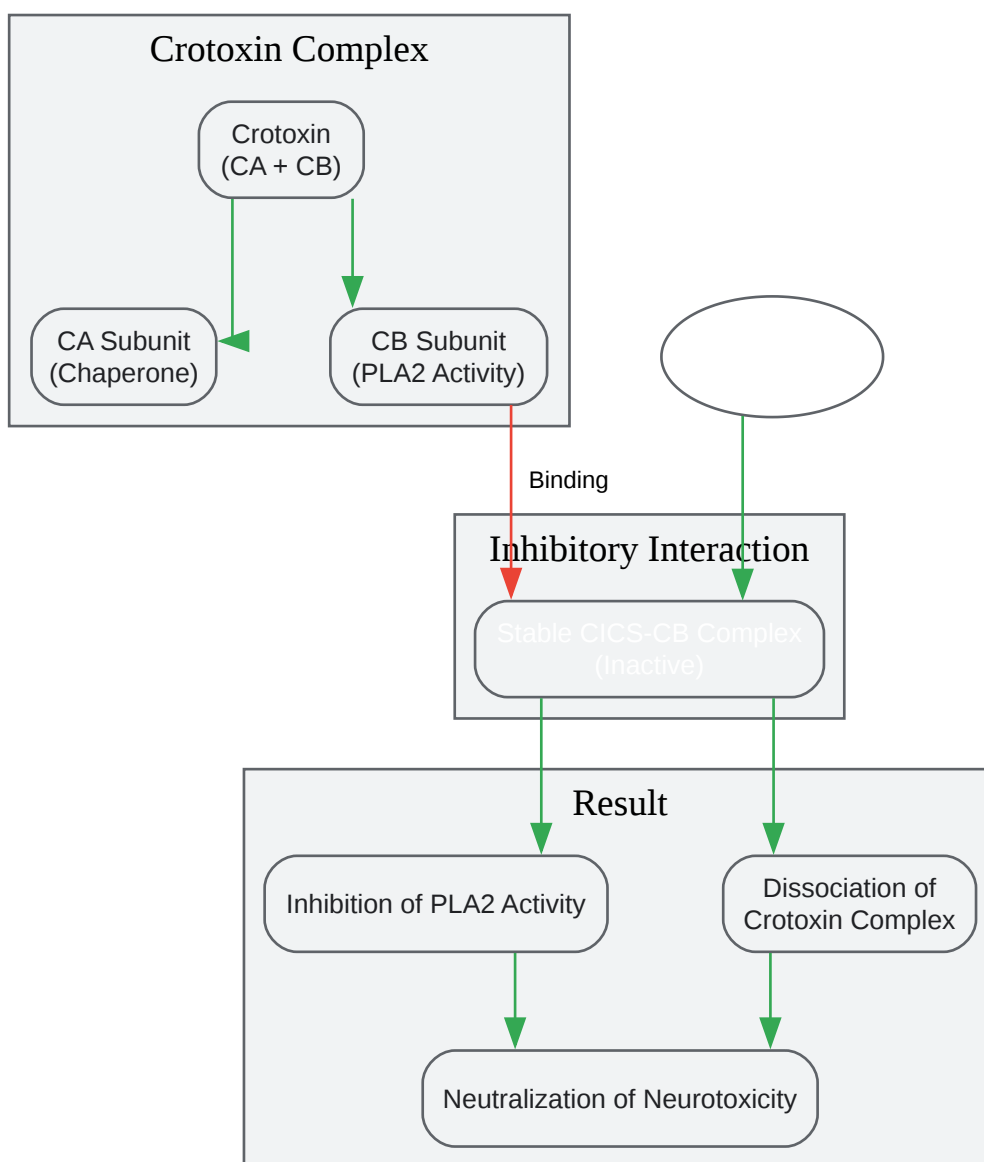 Crotoxin Complex
Crotoxin
(CA + CB)
CA Subunit
(Chaperone)
CB Subunit
(PLA2 Activity)
Binding
Inhibitory Interaction
Stable CICS-CB Complex
(Inactive)
Result
Inhibition of PLA2 Activity
Dissociation of
Crotoxin Complex
Neutralization of Neurotoxicity